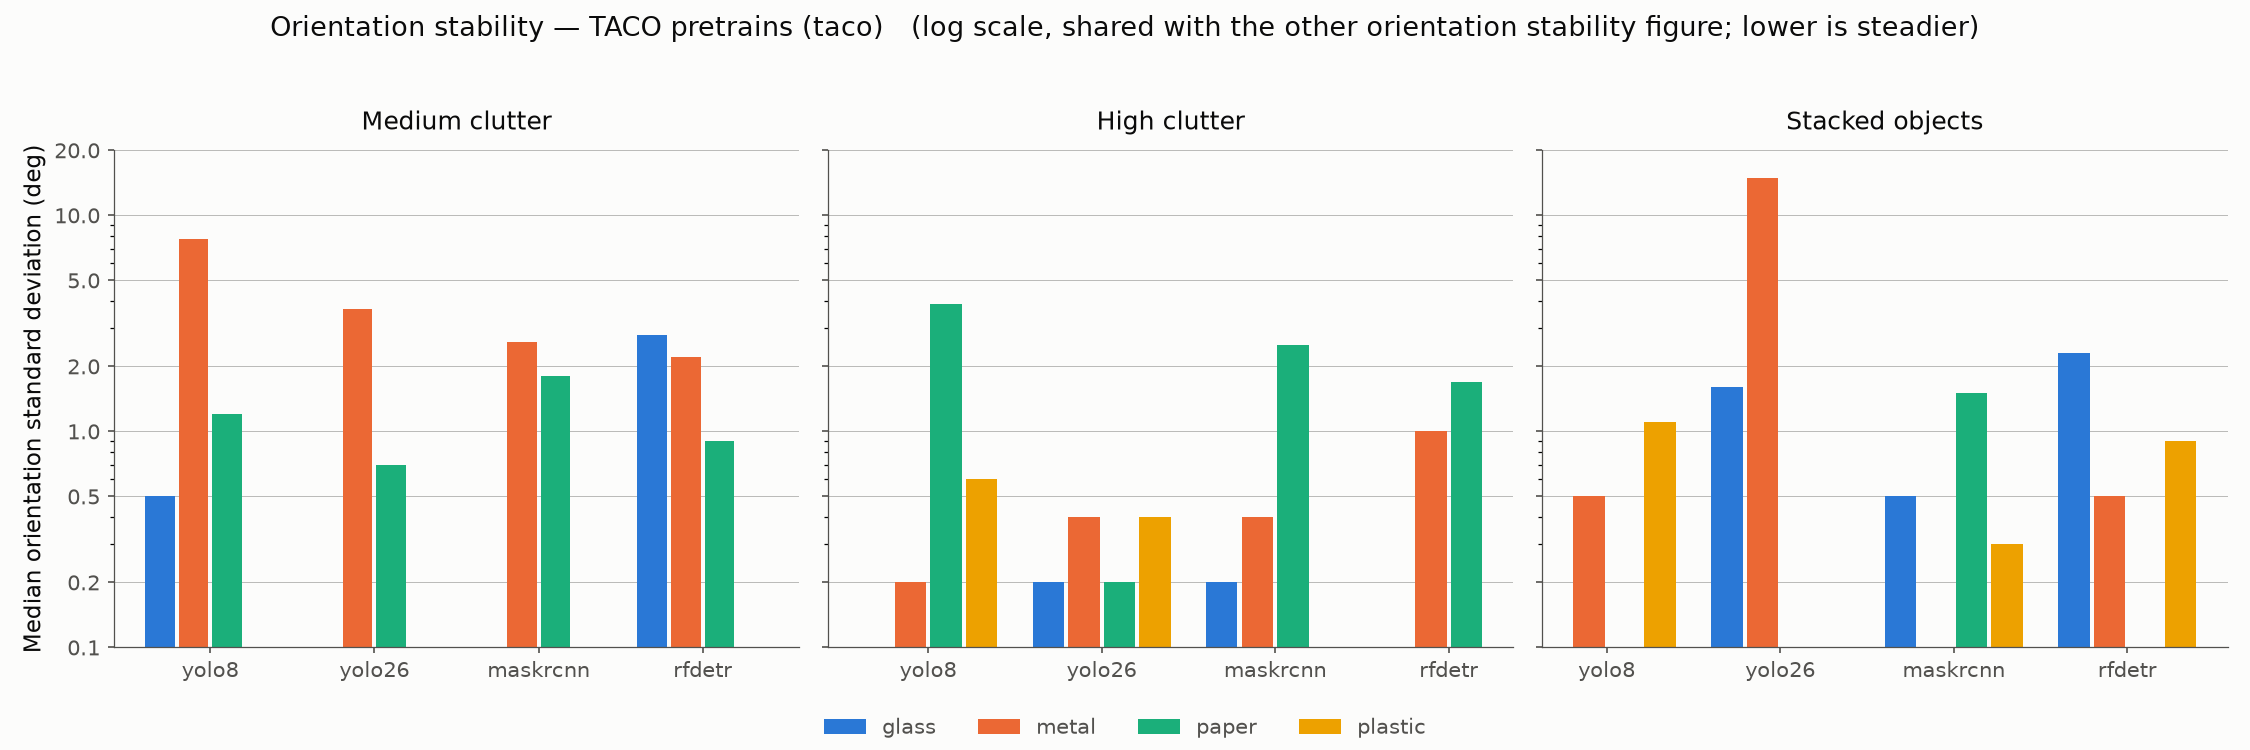 Orientation stability — TACO pretrains (taco)   (log scale, shared with the other orientation stability figure; lower is steadier)
Medium clutter
High clutter
Stacked objects
Median orientation standard deviation (deg)
20.0
10.0
5.0
2.0
1.0
0.5
0.2
0.1
yolo8 yolo26 maskrcnn rfdetr
yolo8 yolo26 maskrcnn rfdetr
yolo8 yolo26 maskrcnn rfdetr
glass metal paper plastic